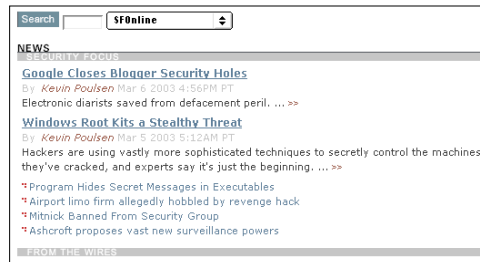 Search SFOnline
NEWS
SECURITY FOCUS
Google Closes Blogger Security Holes
By Kevin Poulsen Mar 6 2003 4:56PM PT
Electronic diarists saved from defacement peril. ... >>
Windows Root Kits a Stealthy Threat
By Kevin Poulsen Mar 5 2003 5:12AM PT
Hackers are using vastly more sophisticated techniques to secretly control the machines
they've cracked, and experts say it's just the beginning. ... >>
Program Hides Secret Messages in Executables
Airport limo firm allegedly hobbled by revenge hack
Mitnick Banned From Security Group
Ashcroft proposes vast new surveillance powers
FROM THE WIRES